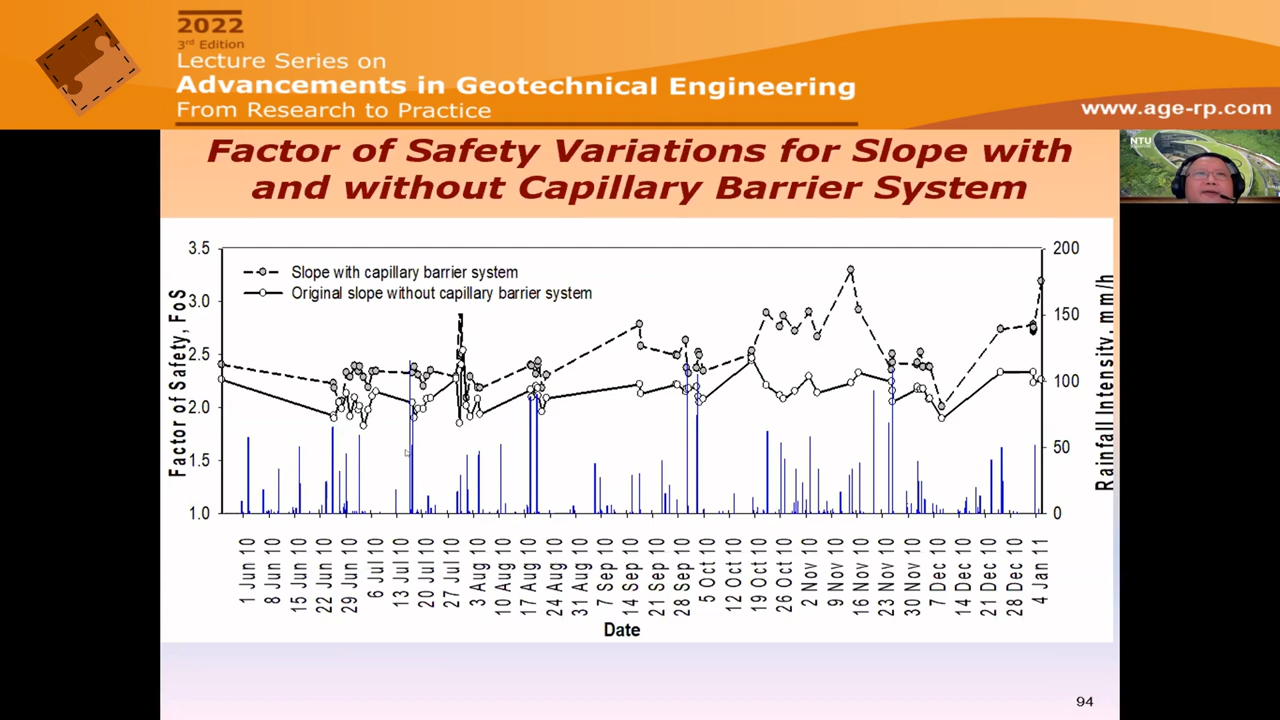 2022
3rd Edition
Lecture Series on
Advancements in Geotechnical Engineering
From Research to Practice
www.age-rp.com
NTU
Factor of Safety Variations for Slope with
and without Capillary Barrier System
Slope with capillary barrier system
Original slope without capillary barrier system
Factor of Safety, FoS
3.5
3.0
2.5
2.0
1.5
1.0
200
150
100
50
0
Rainfall Intensity, mm/h
1 Jun 10
8 Jun 10
15 Jun 10
22 Jun 10
29 Jun 10
6 Jul 10
13 Jul 10
20 Jul 10
27 Jul 10
3 Aug 10
10 Aug 10
17 Aug 10
24 Aug 10
31 Aug 10
7 Sep 10
14 Sep 10
21 Sep 10
28 Sep 10
5 Oct 10
12 Oct 10
19 Oct 10
26 Oct 10
2 Nov 10
9 Nov 10
16 Nov 10
23 Nov 10
30 Nov 10
7 Dec 10
14 Dec 10
21 Dec 10
28 Dec 10
4 Jan 11
Date
94